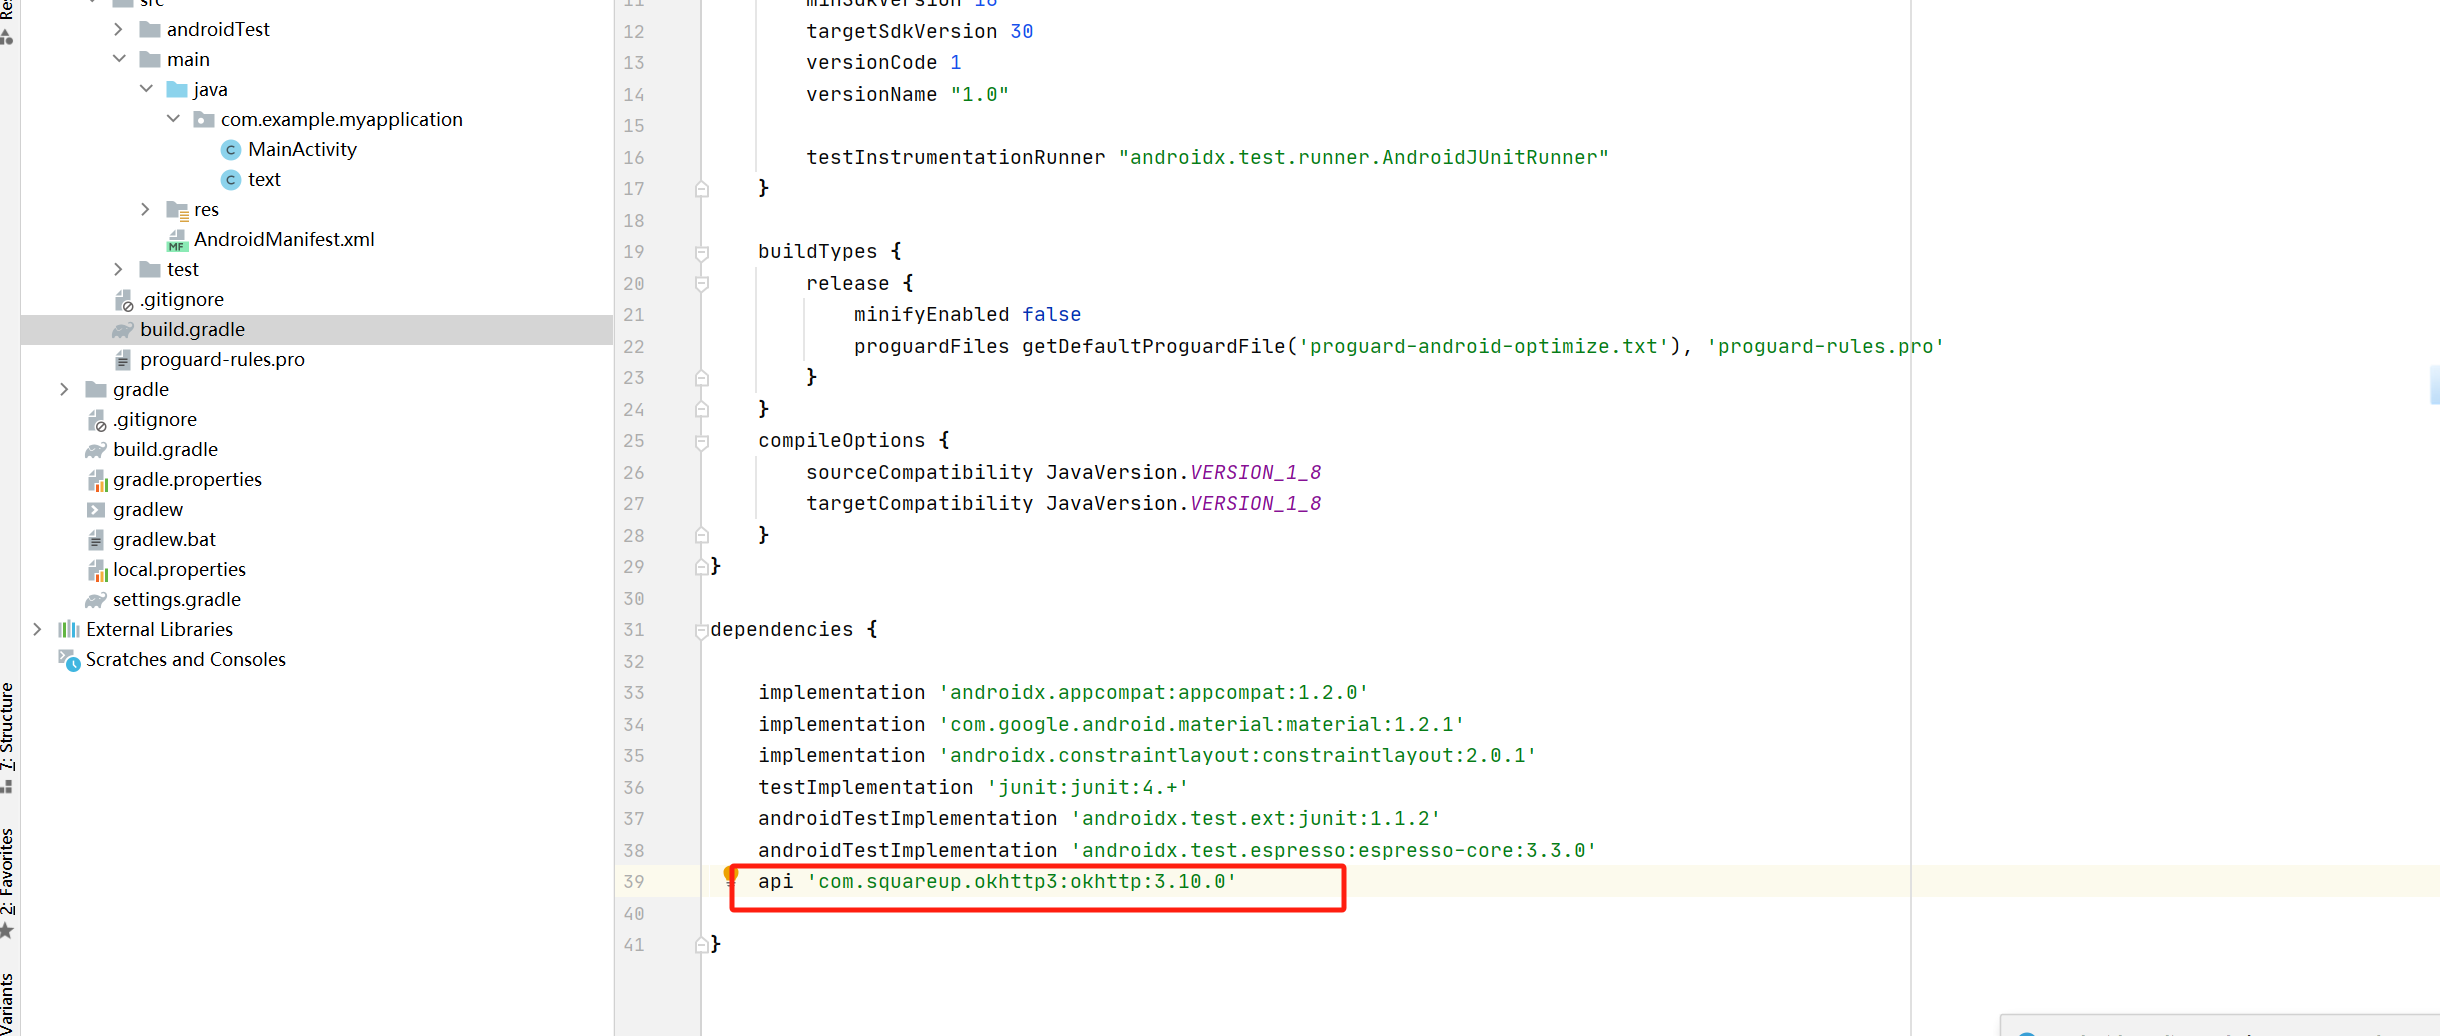 src
androidTest
main
java
com.example.myapplication
MainActivity
text
res
AndroidManifest.xml
test
.gitignore
build.gradle
proguard-rules.pro
gradle
.gitignore
build.gradle
gradle.properties
gradlew
gradlew.bat
local.properties
settings.gradle
External Libraries
Scratches and Consoles
7: Structure
2: Favorites
Variants
11 minSdkVersion 16
12 targetSdkVersion 30
13 versionCode 1
14 versionName "1.0"
15
16 testInstrumentationRunner "androidx.test.runner.AndroidJUnitRunner"
17 }
18
19 buildTypes {
20 release {
21 minifyEnabled false
22 proguardFiles getDefaultProguardFile('proguard-android-optimize.txt'), 'proguard-rules.pro'
23 }
24 }
25 compileOptions {
26 sourceCompatibility JavaVersion.VERSION_1_8
27 targetCompatibility JavaVersion.VERSION_1_8
28 }
29 }
30
31 dependencies {
32
33 implementation 'androidx.appcompat:appcompat:1.2.0'
34 implementation 'com.google.android.material:material:1.2.1'
35 implementation 'androidx.constraintlayout:constraintlayout:2.0.1'
36 testImplementation 'junit:junit:4.+'
37 androidTestImplementation 'androidx.test.ext:junit:1.1.2'
38 androidTestImplementation 'androidx.test.espresso:espresso-core:3.3.0'
39 api 'com.squareup.okhttp3:okhttp:3.10.0'
40
41 }